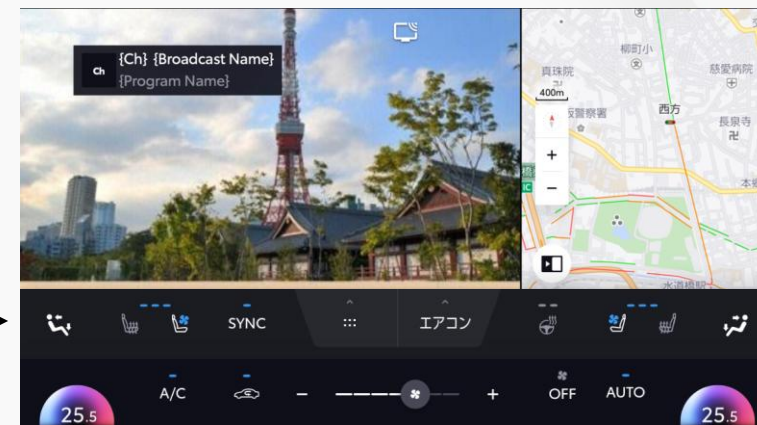 Ch
{Ch} {Broadcast Name}
{Program Name}
柳町小
真珠院
慈愛病院
400m
坂警察署
西方
長泉寺
+
−
水道橋駅
SYNC
エアコン
A/C
−
+
OFF
AUTO
25.5
25.5